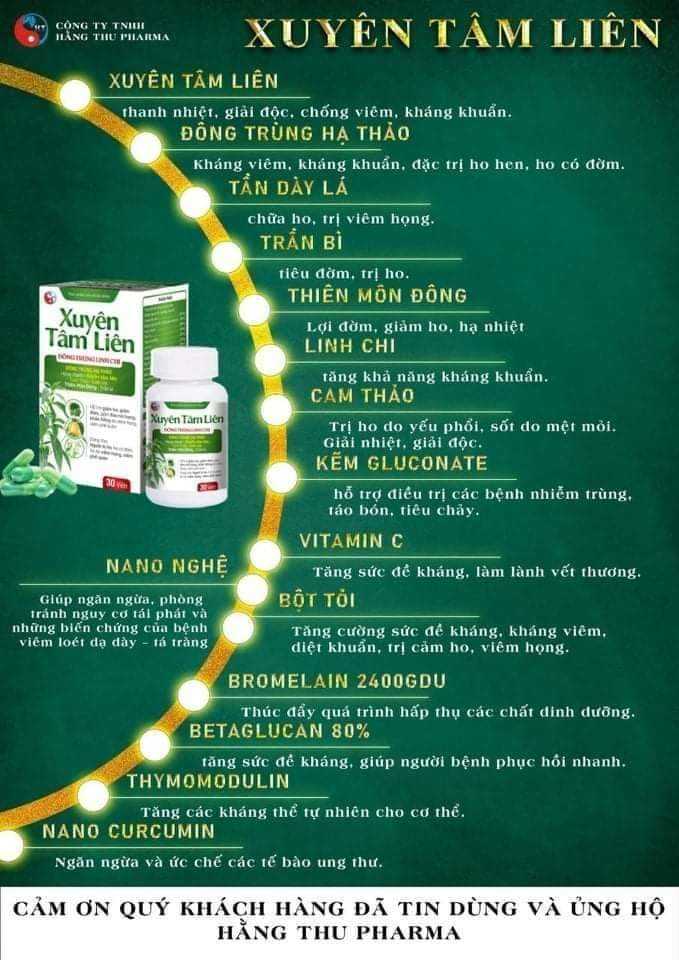 CÔNG TY TNHH
HẰNG THU PHARMA
XUYÊN TÂM LIÊN
XUYÊN TÂM LIÊN
thanh nhiệt, giải độc, chống viêm, kháng khuẩn.
ĐÔNG TRÙNG HẠ THẢO
Kháng viêm, kháng khuẩn, đặc trị ho hen, ho có đờm.
TẦN DÀY LÁ
chữa ho, trị viêm họng.
TRẦN BÌ
tiêu đờm, trị ho.
THIÊN MÔN ĐÔNG
Lợi đờm, giảm ho, hạ nhiệt
LINH CHI
tăng khả năng kháng khuẩn.
CAM THẢO
Trị ho do yếu phổi, sốt do mệt mỏi.
Giải nhiệt, giải độc.
KẼM GLUCONATE
hỗ trợ điều trị các bệnh nhiễm trùng,
táo bón, tiêu chảy.
Xuyên
Tâm Liên
ĐÔNG TRÙNG LINH CHI
30 Viên
Xuyên Tâm Liên
ĐÔNG TRÙNG LINH CHI
30 Viên
VITAMIN C
Tăng sức đề kháng, làm lành vết thương.
NANO NGHỆ
Giúp ngăn ngừa, phòng
tránh nguy cơ tái phát và
những biến chứng của bệnh
viêm loét dạ dày - tá tràng
BỘT TỎI
Tăng cường sức đề kháng, kháng viêm,
diệt khuẩn, trị cảm ho, viêm họng.
BROMELAIN 2400GDU
Thúc đẩy quá trình hấp thụ các chất dinh dưỡng.
BETAGLUCAN 80%
tăng sức đề kháng, giúp người bệnh phục hồi nhanh.
THYMOMODULIN
Tăng các kháng thể tự nhiên cho cơ thể.
NANO CURCUMIN
Ngăn ngừa và ức chế các tế bào ung thư.
CẢM ƠN QUÝ KHÁCH HÀNG ĐÃ TIN DÙNG VÀ ỦNG HỘ
HẰNG THU PHARMA